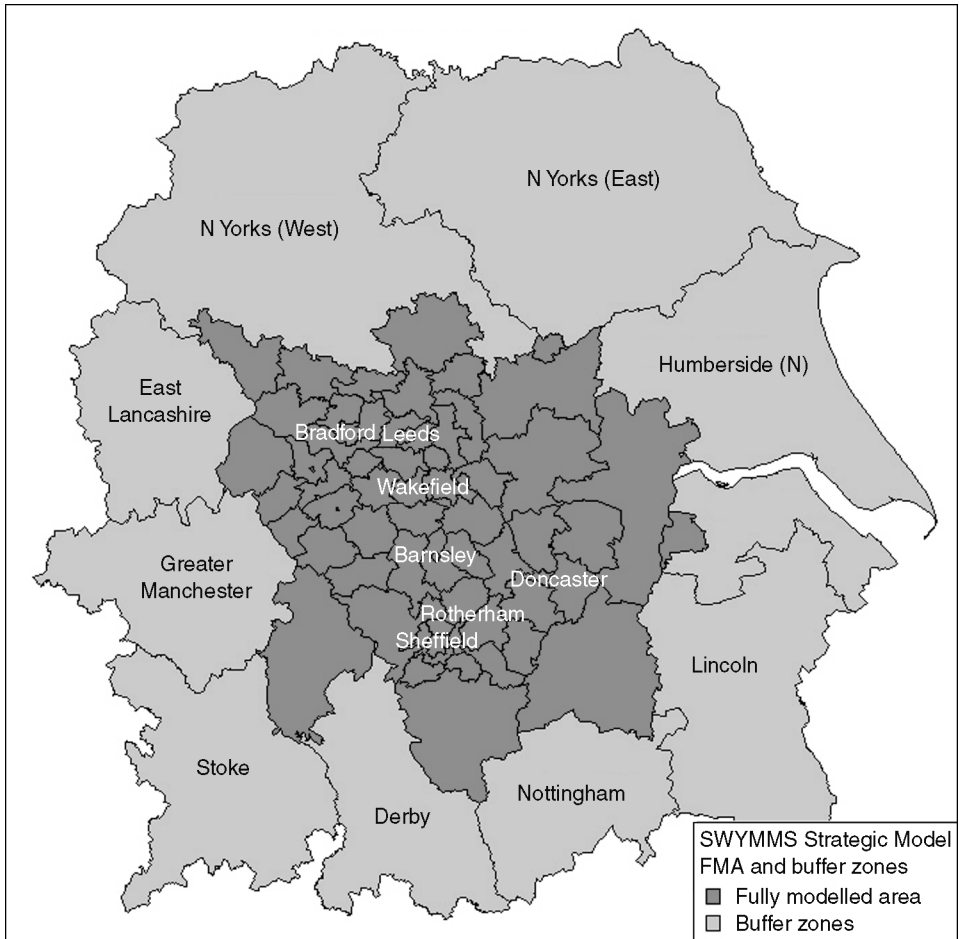 N Yorks (East)
N Yorks (West)
Humberside (N)
East
Lancashire
Bradford Leeds
Wakefield
Barnsley
Greater
Manchester
Doncaster
Rotherham
Sheffield
Lincoln
Stoke
Nottingham
Derby
SWYMMS Strategic Model
FMA and buffer zones
Fully modelled area
Buffer zones